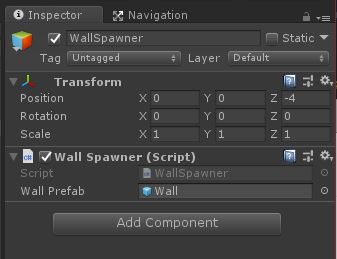 Inspector Navigation
WallSpawner Static
Tag Untagged Layer Default
Transform
Position X 0 Y 0 Z -4
Rotation X 0 Y 0 Z 0
Scale X 1 Y 1 Z 1
Wall Spawner (Script)
Script WallSpawner
Wall Prefab Wall
Add Component